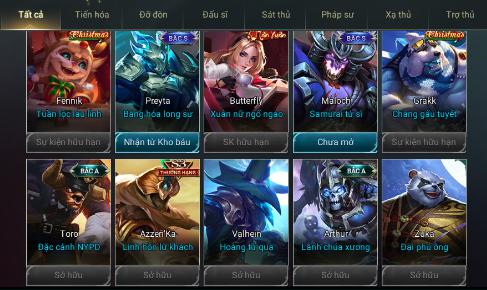 Tất cả
Tiến hóa
Đỡ đòn
Đấu sĩ
Sát thủ
Pháp sư
Xạ thủ
Trợ thủ
Christmas
BẬC S
BẬC S
Christmas
Fennik
Preyta
Butterfly
Maloch
Grakk
Tuần lộc láu lỉnh
Băng hỏa long sư
Xuân nữ ngổ ngáo
Samurai tử sĩ
Chàng gấu tuyết
Sự kiện hữu hạn
Nhận từ Kho báu
SK hữu hạn
Chưa mở
Sự kiện hữu hạn
BẬC A
S3
THƯỞNG HẠNG
BẬC A
Toro
Azzen'Ka
Valhein
Arthur
Zuka
Đặc cảnh NYPD
Linh hồn lữ khách
Hoàng tử quạ
Lãnh chúa xương
Đại phú ông
Sở hữu
Sở hữu
Sở hữu
Sở hữu
Sở hữu